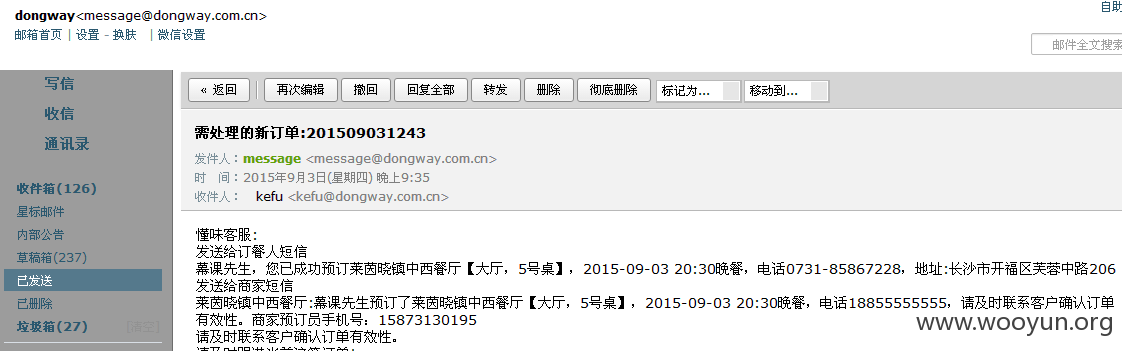 自助
dongway<message@dongway.com.cn>
邮箱首页 | 设置 - 换肤 | 微信设置
邮件全文搜索
写信
收信
通讯录
收件箱(126)
星标邮件
内部公告
草稿箱(237)
已发送
已删除
垃圾箱(27) [清空]
« 返回 再次编辑 撤回 回复全部 转发 删除 彻底删除 标记为... 移动到...
需处理的新订单:201509031243
发件人：message <message@dongway.com.cn>
时 间：2015年9月3日(星期四) 晚上9:35
收件人： kefu <kefu@dongway.com.cn>
懂味客服:
发送给订餐人短信
幕课先生，您已成功预订莱茵晓镇中西餐厅【大厅，5号桌】，2015-09-03 20:30晚餐，电话0731-85867228，地址:长沙市开福区芙蓉中路206
发送给商家短信
莱茵晓镇中西餐厅:幕课先生预订了莱茵晓镇中西餐厅【大厅，5号桌】，2015-09-03 20:30晚餐，电话18855555555，请及时联系客户确认订单
有效性。商家预订员手机号：15873130195
请及时联系客户确认订单有效性。
www.wooyun.org